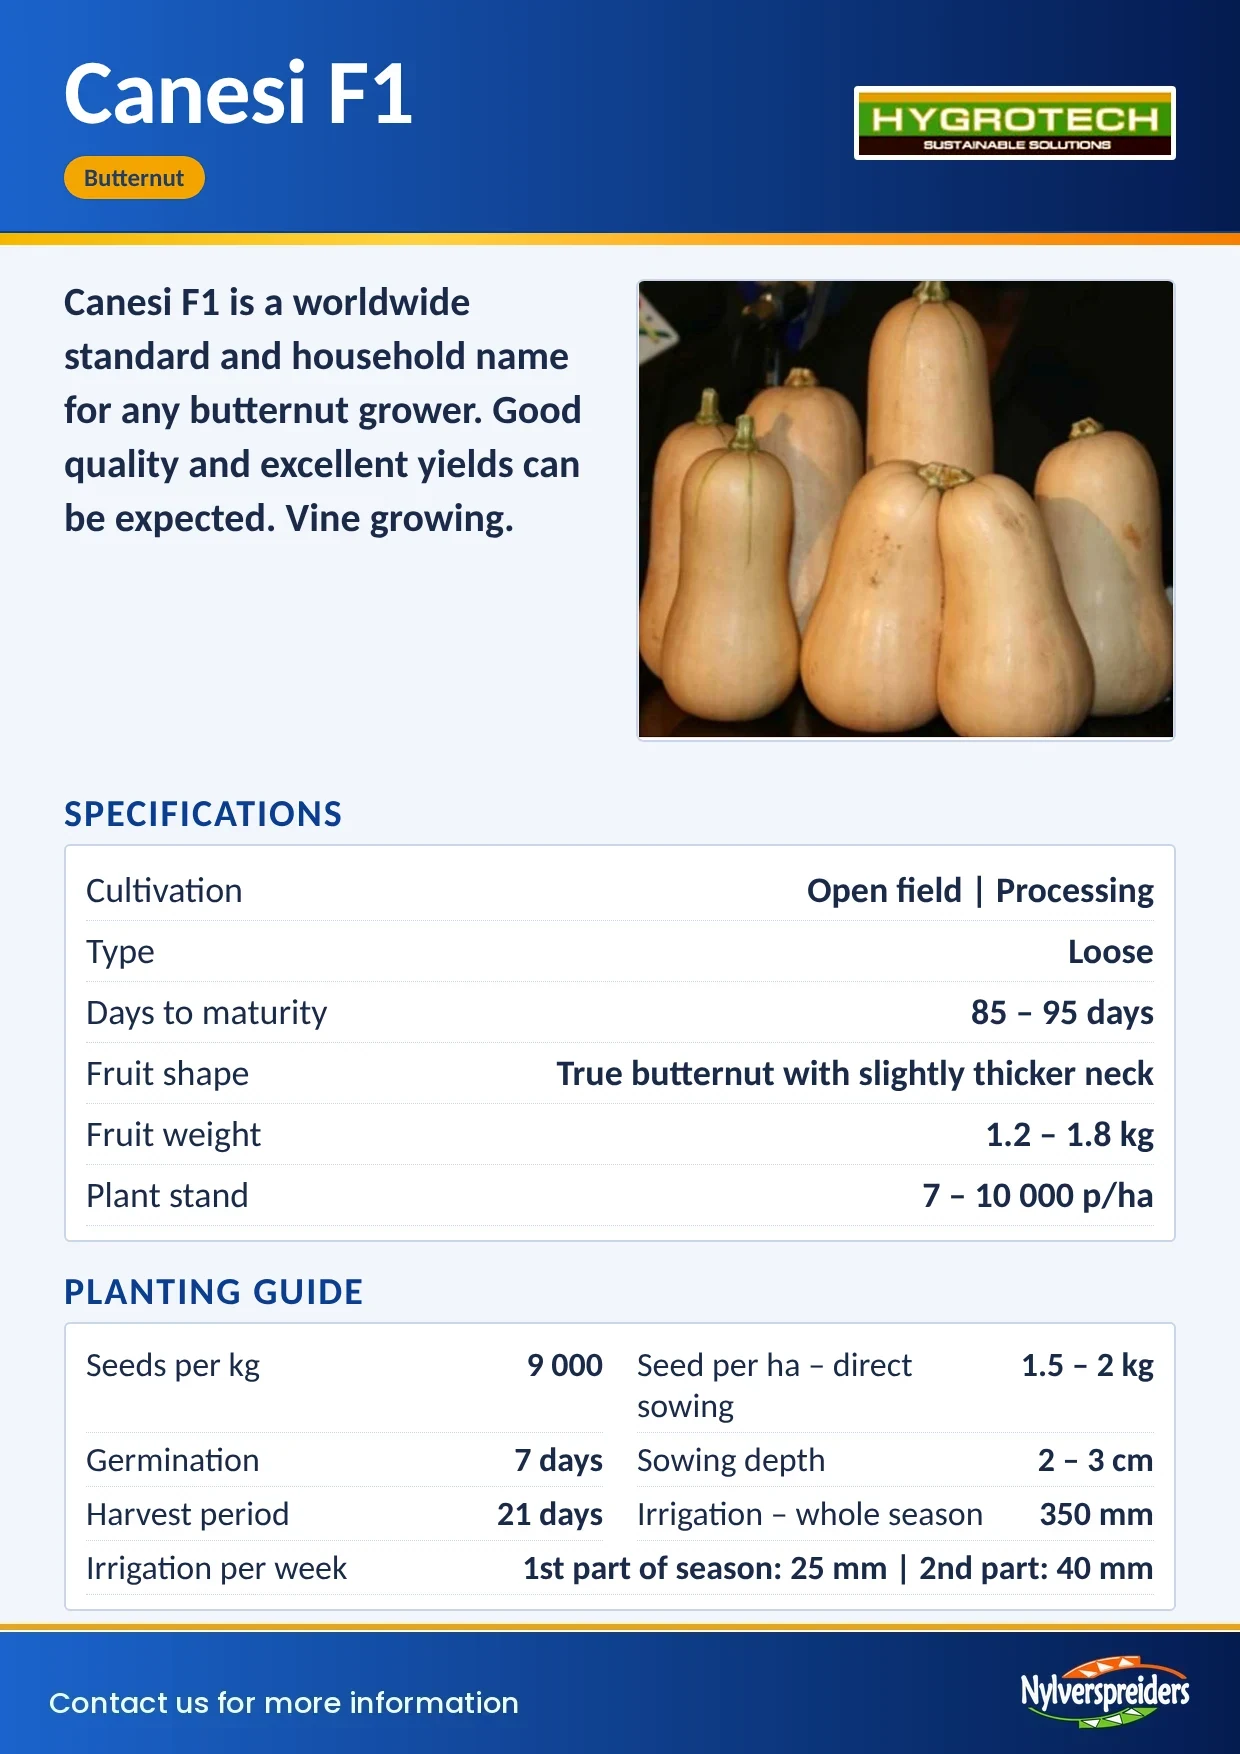 Canesi F1
Butternut
HYGROTECH
SUSTAINABLE SOLUTIONS
Canesi F1 is a worldwide
standard and household name
for any butternut grower. Good
quality and excellent yields can
be expected. Vine growing.
SPECIFICATIONS
Cultivation Open field | Processing
Type Loose
Days to maturity 85 – 95 days
Fruit shape True butternut with slightly thicker neck
Fruit weight 1.2 – 1.8 kg
Plant stand 7 – 10 000 p/ha
PLANTING GUIDE
Seeds per kg 9 000
Seed per ha – direct 1.5 – 2 kg
sowing
Germination 7 days
Sowing depth 2 – 3 cm
Harvest period 21 days
Irrigation – whole season 350 mm
Irrigation per week 1st part of season: 25 mm | 2nd part: 40 mm
Contact us for more information
Nylverspreiders